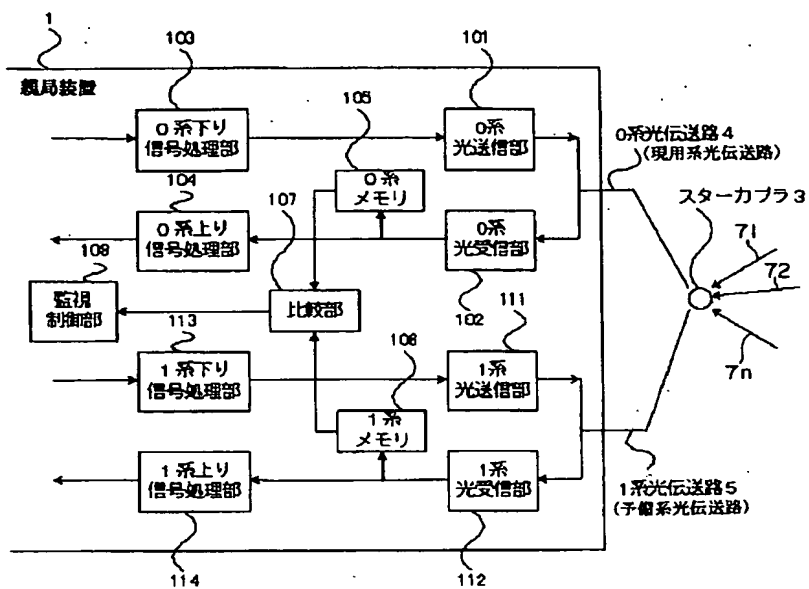 1
親局装置
103
0系下り
信号処理部
101
0系
光送信部
105
0系
メモリ
0系光伝送路4
(現用系光伝送路)
スターカプラ3
104
0系上り
信号処理部
107
0系
光受信部
102
71
72
7n
109
監視
制御部
比較部
113
1系下り
信号処理部
106
1系
メモリ
111
1系
光送信部
1系上り
信号処理部
114
1系
光受信部
112
1系光伝送路5
(予備系光伝送路)